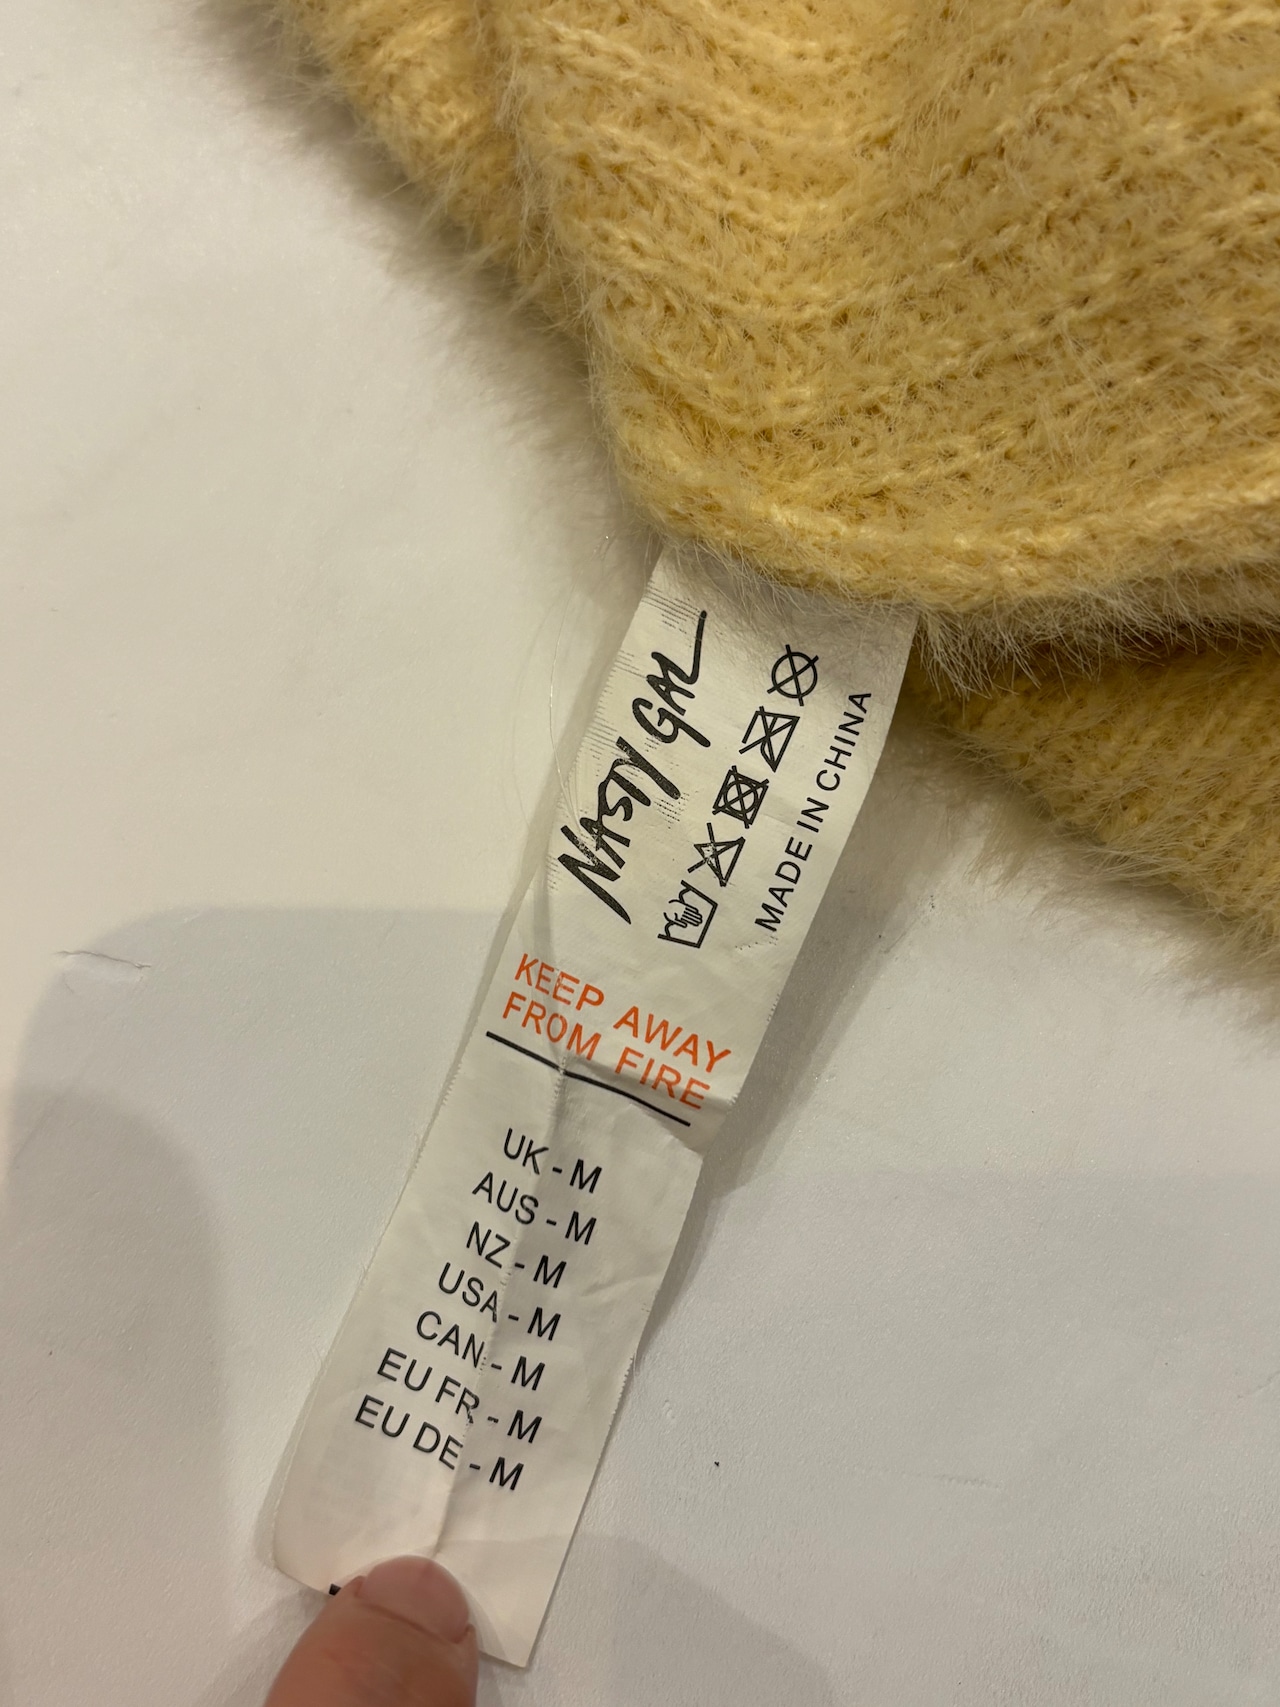 NASTY GAL
MADE IN CHINA
KEEP AWAY
FROM FIRE
UK - M
AUS - M
NZ - M
USA - M
CAN - M
EU FR - M
EU DE - M